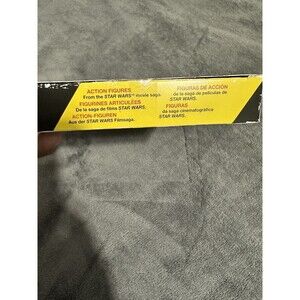 ACTION FIGURES
From the STAR WARS™ movie saga.
FIGURINES ARTICULÉES
De la saga de films STAR WARS.
ACTION-FIGUREN
Aus der STAR WARS Filmsaga.
FIGURAS DE ACCIÓN
de la saga de películas de
STAR WARS.
FIGURAS
da saga cinematográfica
STAR WARS.